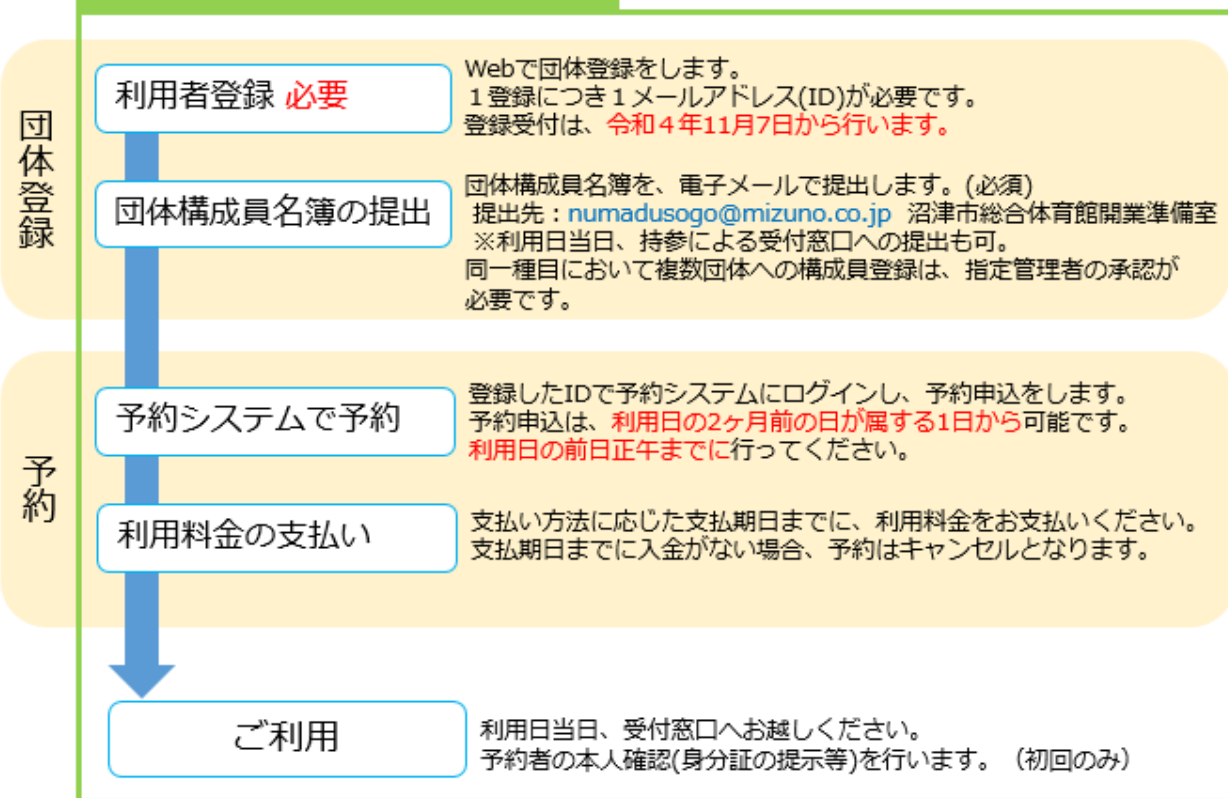 団体登録
利用者登録 必要
Webで団体登録をします。
１登録につき１メールアドレス(ID)が必要です。
登録受付は、令和４年11月7日から行います。
団体構成員名簿の提出
団体構成員名簿を、電子メールで提出します。(必須)
提出先：numadusogo@mizuno.co.jp 沼津市総合体育館開業準備室
※利用日当日、持参による受付窓口への提出も可。
同一種目において複数団体への構成員登録は、指定管理者の承認が
必要です。
予約
予約システムで予約
登録したIDで予約システムにログインし、予約申込をします。
予約申込は、利用日の2ヶ月前の日が属する1日から可能です。
利用日の前日正午までに行ってください。
利用料金の支払い
支払い方法に応じた支払期日までに、利用料金をお支払いください。
支払期日までに入金がない場合、予約はキャンセルとなります。
ご利用
利用日当日、受付窓口へお越しください。
予約者の本人確認(身分証の提示等)を行います。（初回のみ）